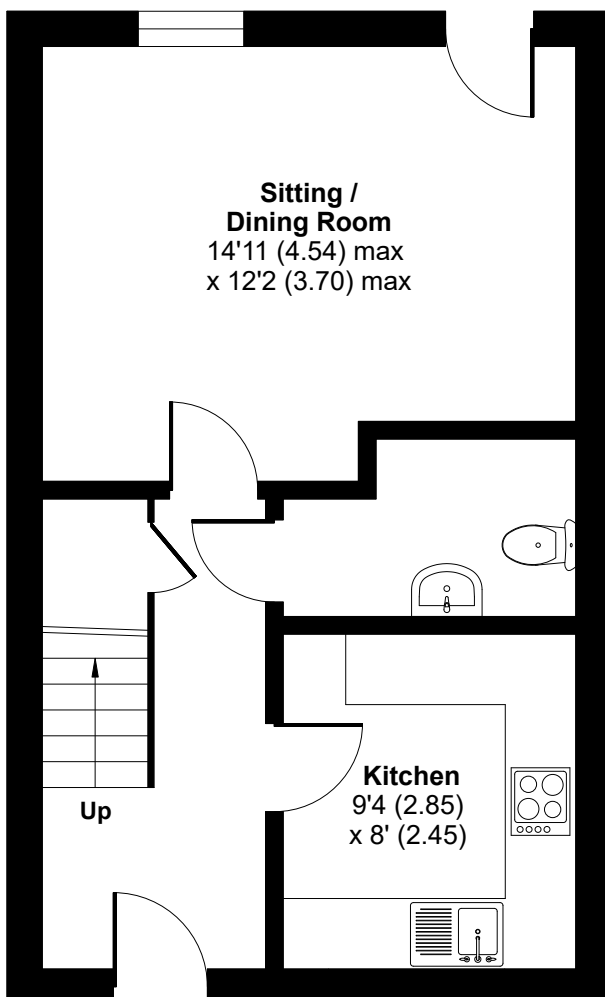 Sitting /
Dining Room
14'11 (4.54) max
x 12'2 (3.70) max
Kitchen
9'4 (2.85)
x 8' (2.45)
Up